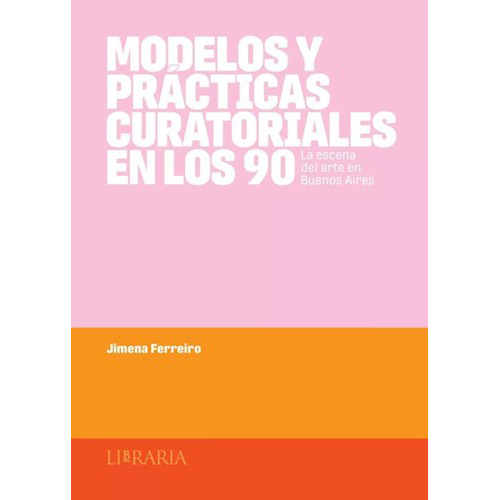 MODELOS Y
PRÁCTICAS
CURATORIALES
EN LOS 90
La escena
del arte en
Buenos Aires
Jimena Ferreiro
LIBRARIA